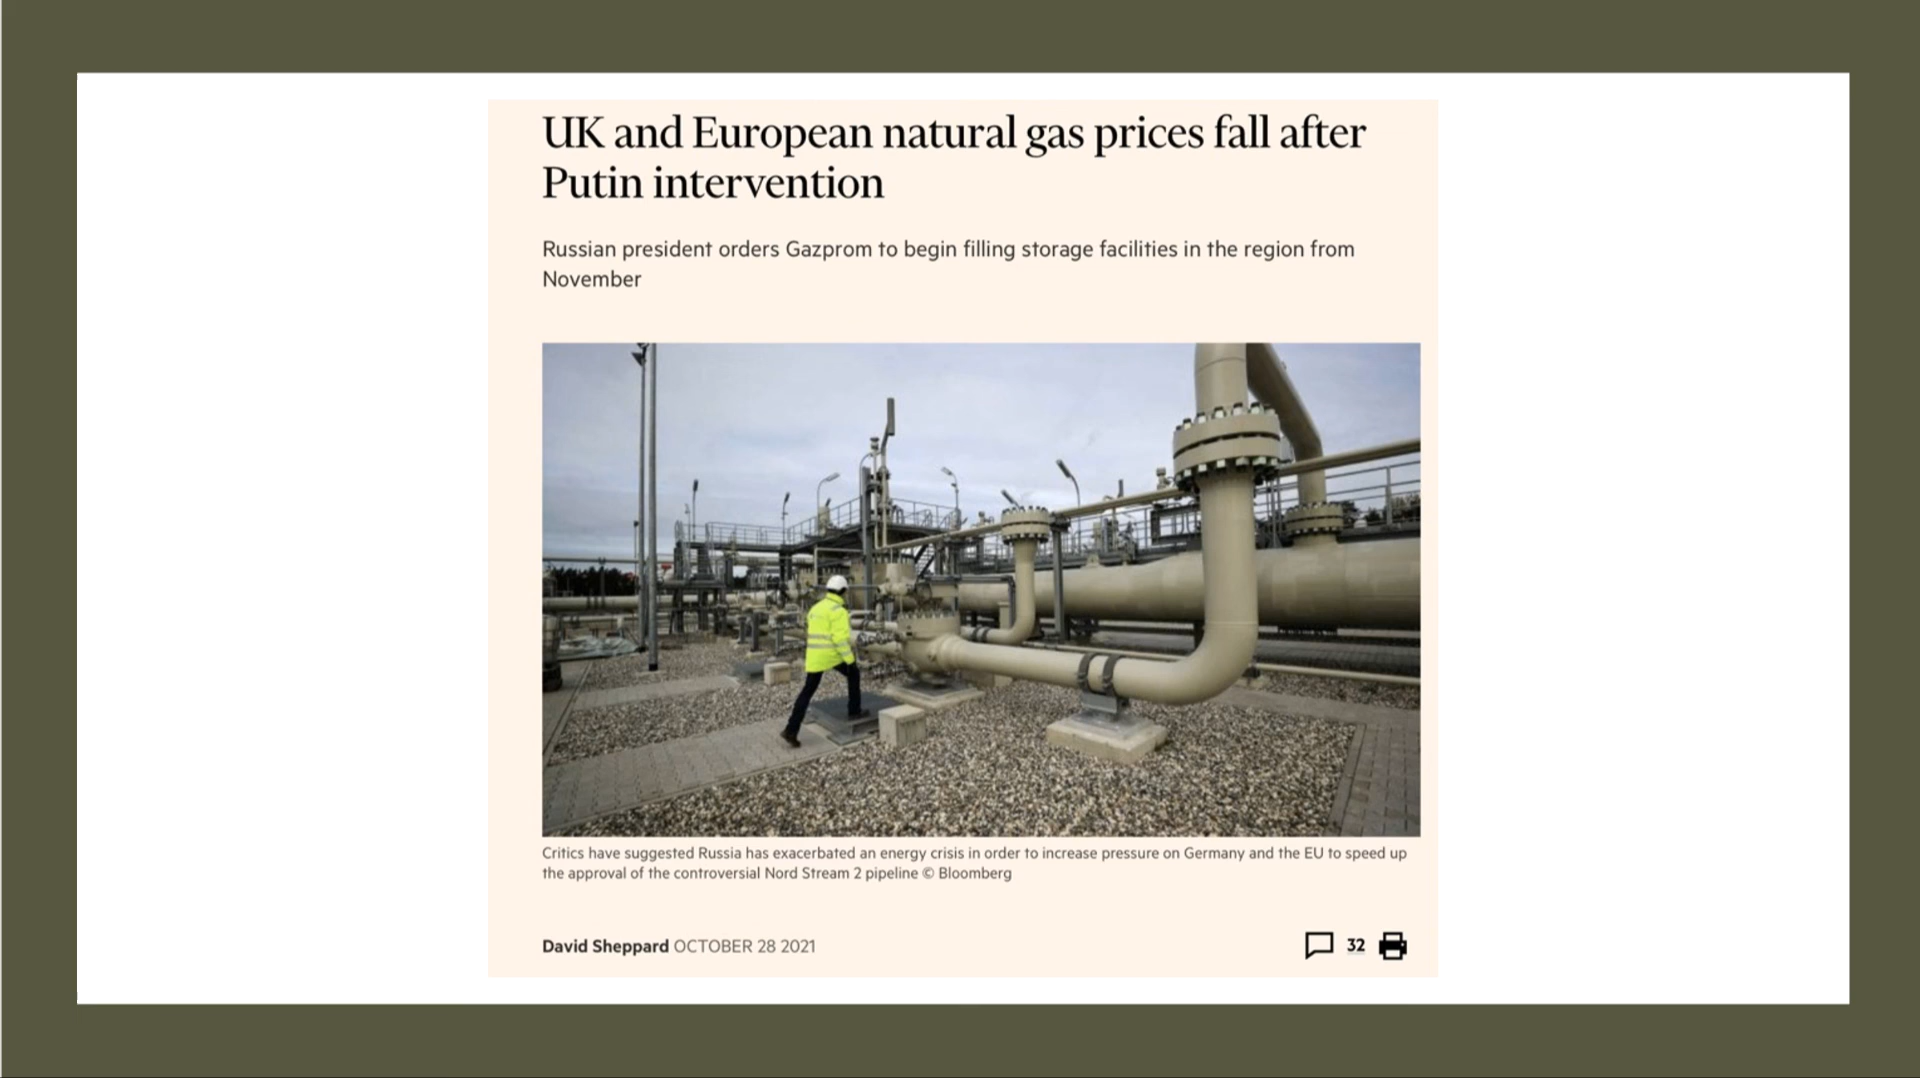 UK and European natural gas prices fall after
Putin intervention
Russian president orders Gazprom to begin filling storage facilities in the region from
November
Critics have suggested Russia has exacerbated an energy crisis in order to increase pressure on Germany and the EU to speed up
the approval of the controversial Nord Stream 2 pipeline © Bloomberg
David Sheppard OCTOBER 28 2021
32